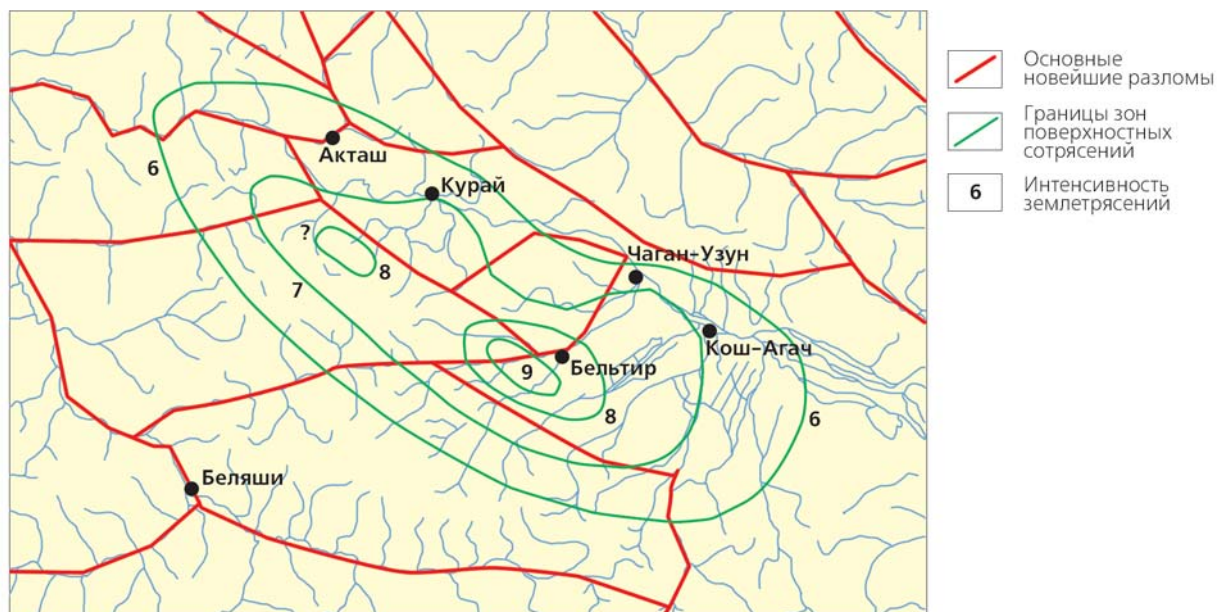 Акташ
6
Курай
?
8
Чаган-Узун
7
Кош-Агач
Бельтир
9
8
6
Беляши
Основные
новейшие разломы
Границы зон
поверхностных
сотрясений
6
Интенсивность
землетрясений